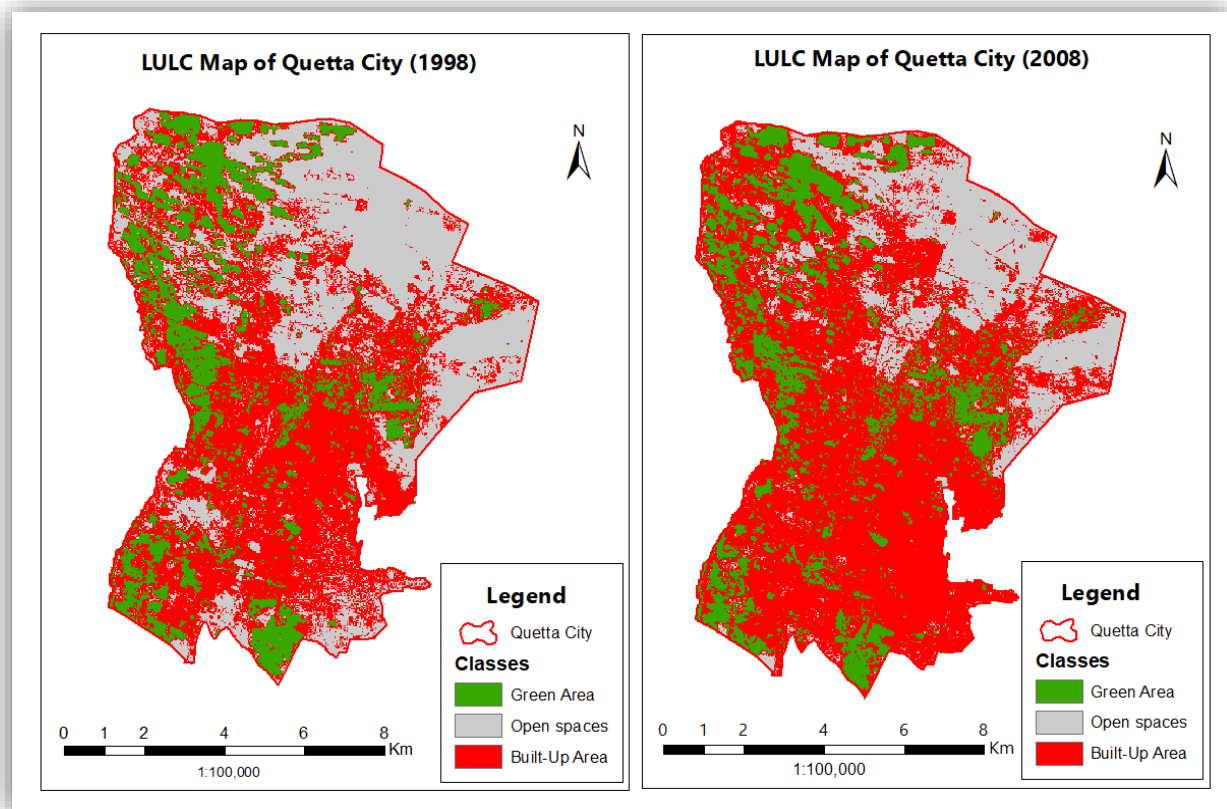 LULC Map of Quetta City (1998)
N
Legend
Quetta City
Classes
Green Area
Open spaces
Built-Up Area
0 2 4 6 8
Km
1:100,000
LULC Map of Quetta City (2008)
N
Legend
Quetta City
Classes
Green Area
Open spaces
Built-Up Area
0 1 2 4 6 8
Km
1:100,000